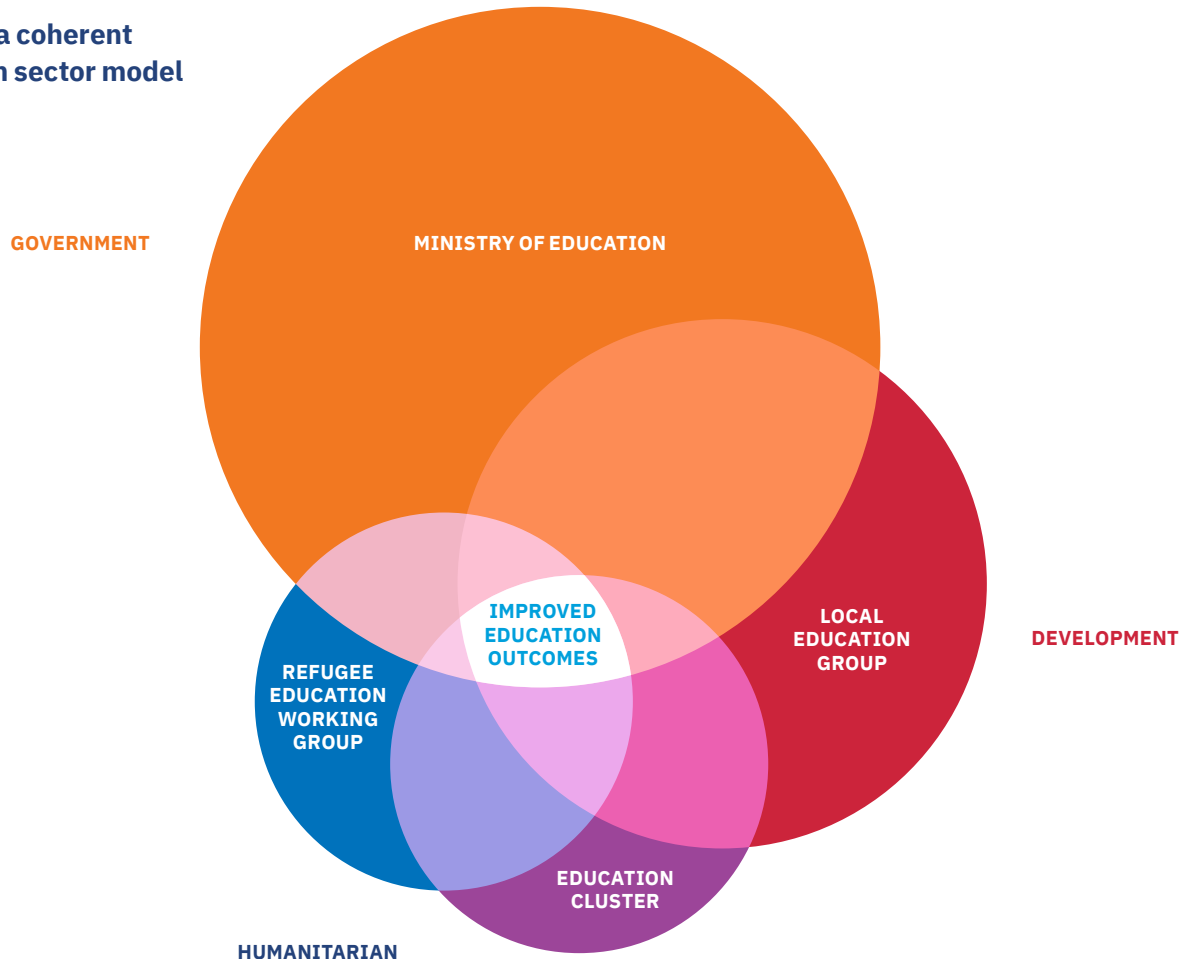 a coherent
sector model
GOVERNMENT
MINISTRY OF EDUCATION
IMPROVED
EDUCATION
OUTCOMES
LOCAL
EDUCATION
GROUP
DEVELOPMENT
REFUGEE
EDUCATION
WORKING
GROUP
EDUCATION
CLUSTER
HUMANITARIAN